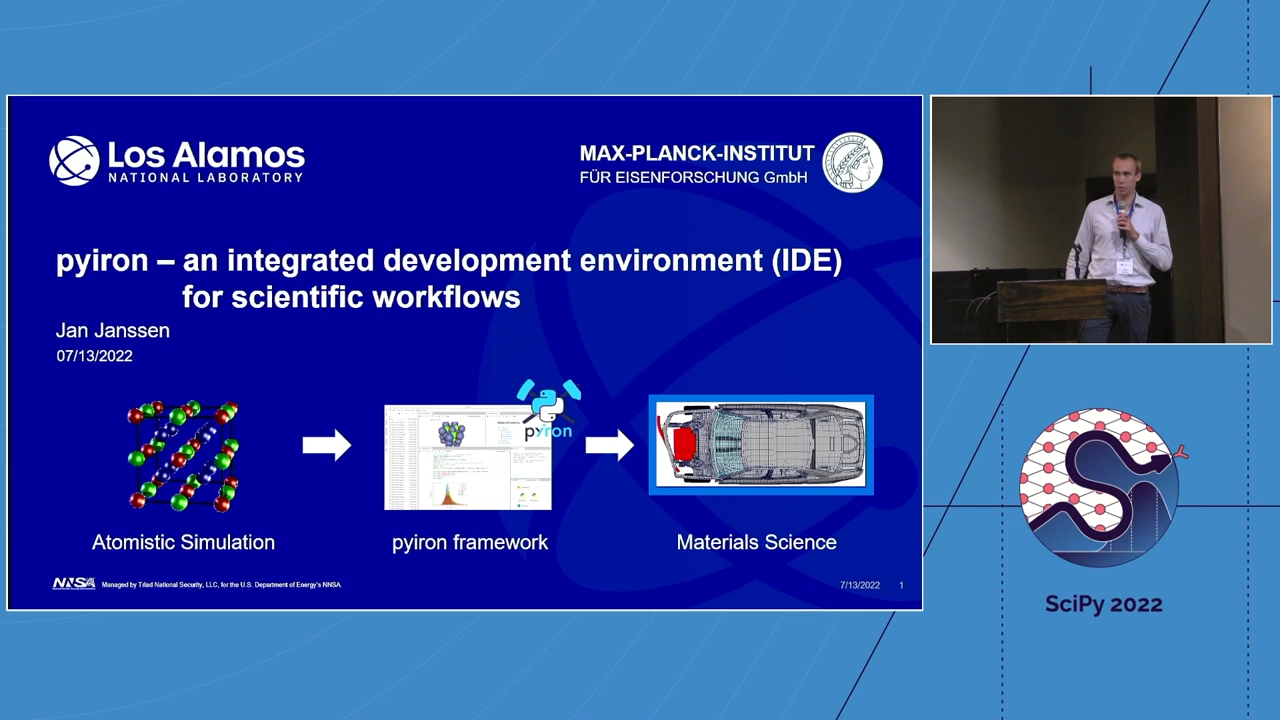 Los Alamos
NATIONAL LABORATORY
MAX-PLANCK-INSTITUT
FÜR EISENFORSCHUNG GmbH
pyiron – an integrated development environment (IDE)
for scientific workflows
Jan Janssen
07/13/2022
pyiron
Atomistic Simulation
pyiron framework
Materials Science
NNSA
Managed by Triad National Security, LLC, for the U.S. Department of Energy's NNSA.
7/13/2022
1
SciPy 2022